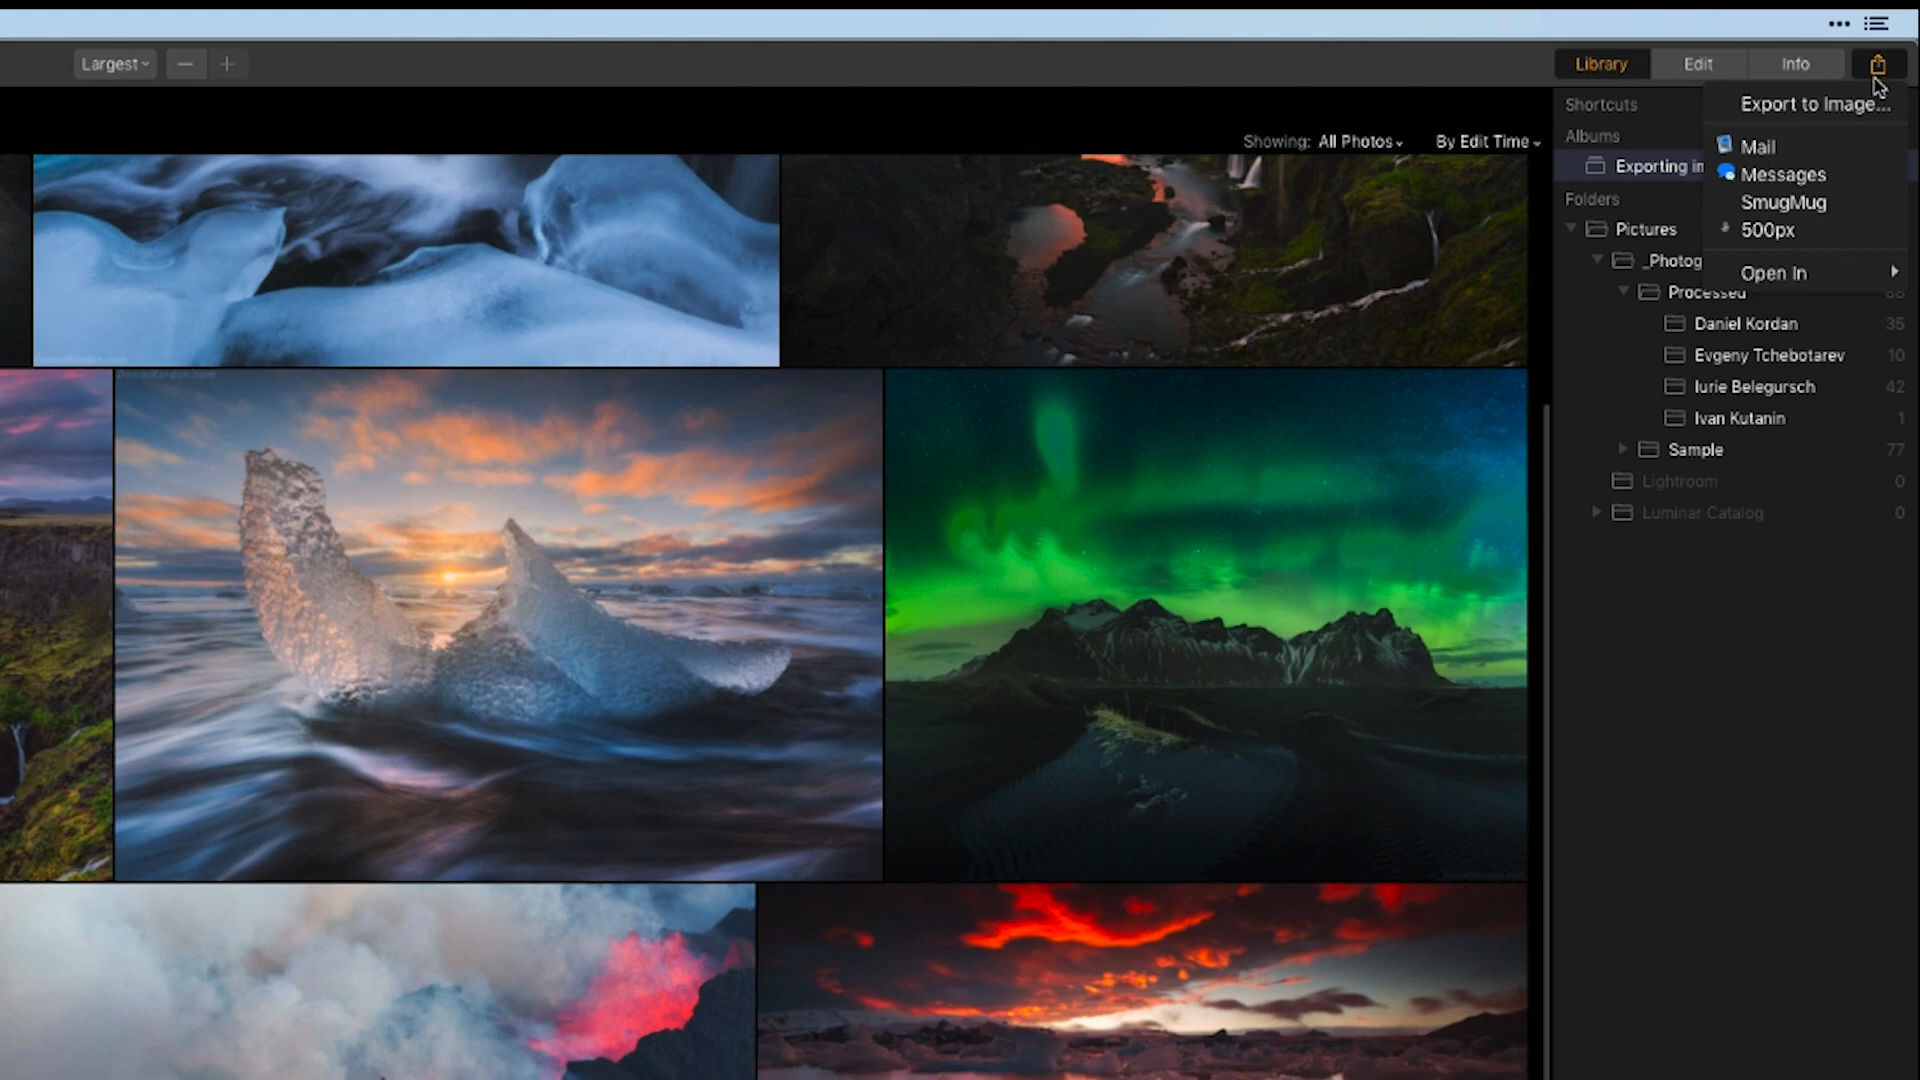 Largest
Library
Edit
Info
Export to Image...
Shortcuts
Showing: All Photos
By Edit Time
Albums
Mail
Exporting in
Messages
Folders
SmugMug
Pictures
500px
_Photog
Open In
Processed
Daniel Kordan 35
Evgeny Tchebotarev 10
Iurie Belegursch 42
Ivan Kutanin 1
Sample 77
Lightroom 0
Luminar Catalog 0